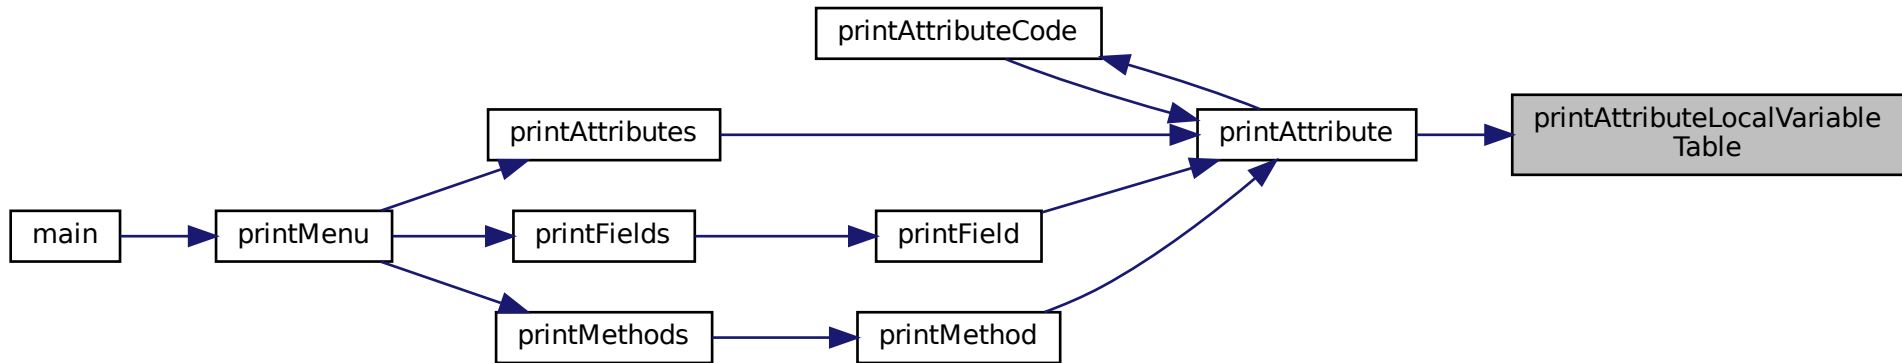 printAttributeCode
printAttributes
printAttribute
printAttributeLocalVariable
Table
main
printMenu
printFields
printField
printMethods
printMethod